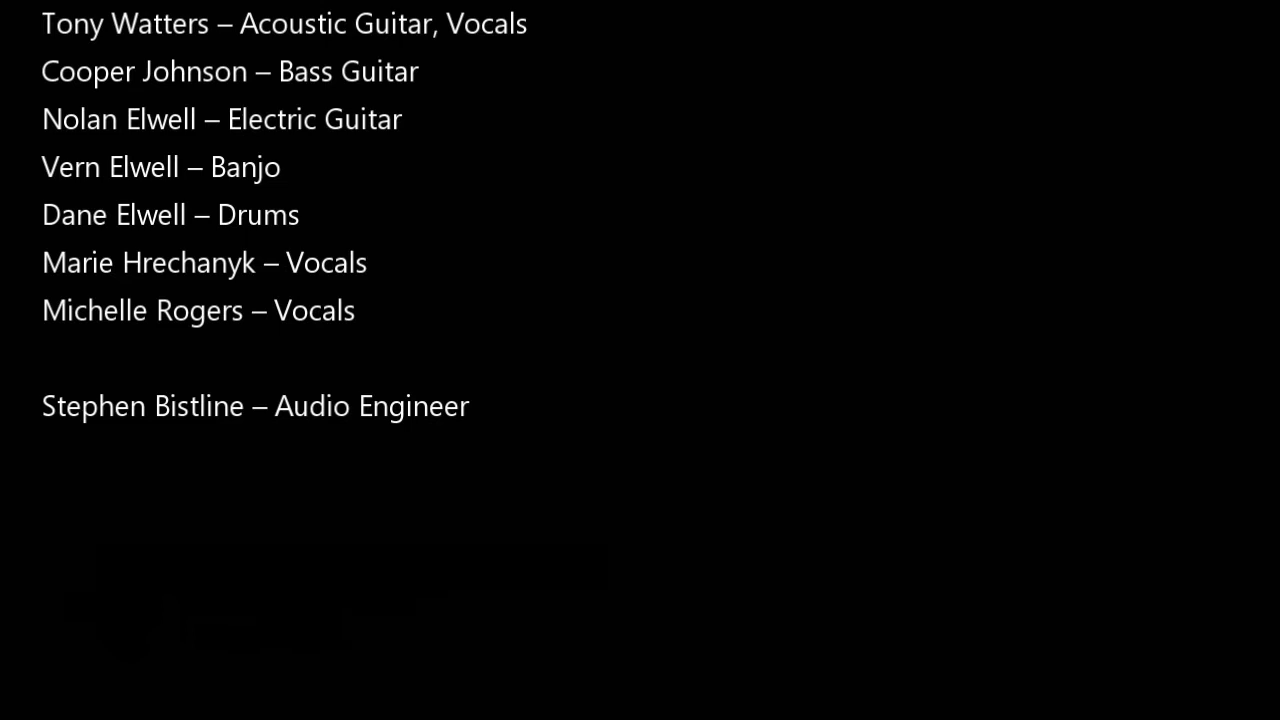 Tony Watters – Acoustic Guitar, Vocals
Cooper Johnson – Bass Guitar
Nolan Elwell – Electric Guitar
Vern Elwell – Banjo
Dane Elwell – Drums
Marie Hrechanyk – Vocals
Michelle Rogers – Vocals
Stephen Bistline – Audio Engineer